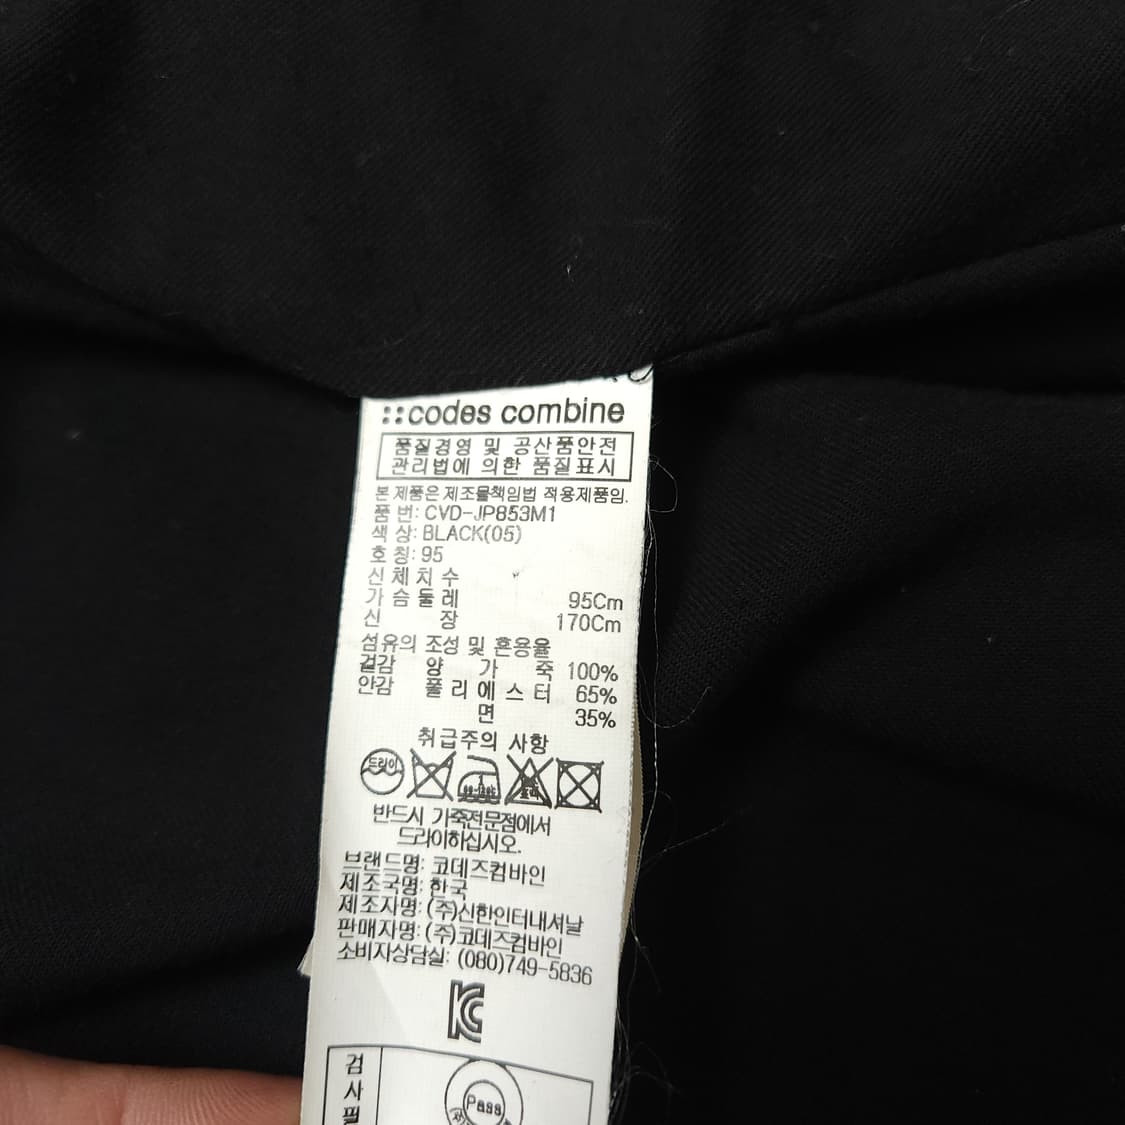 ::codes combine
품질경영 및 공산품안전
관리법에 의한 품질표시
본 제품은 제조물책임법 적용제품임.
품 번: CVD-JP853M1
색 상: BLACK(05)
호 칭: 95
신 체 치 수
가 슴 둘 레 95Cm
신 장 170Cm
섬유의 조성 및 혼용율
겉감 양 가 죽 100%
안감 폴 리 에 스 터 65%
면 35%
취급주의 사항
드라이
반드시 가죽전문점에서
드라이하십시오.
브랜드명: 코데즈컴바인
제조국명: 한국
제조자명: (주)신한인터내셔날
판매자명: (주)코데즈컴바인
소비자상담실: (080)749-5836
검사필
Pass